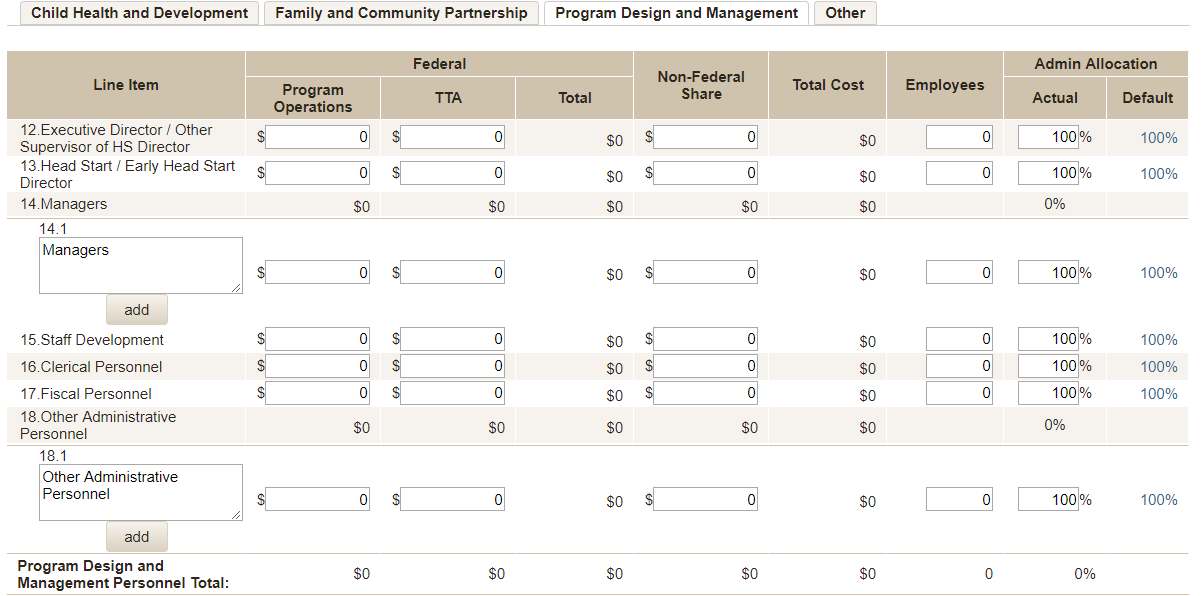 Child Health and Development Family and Community Partnership Program Design and Management Other
Line Item Federal Non-Federal Share Total Cost Employees Admin Allocation
Program Operations TTA Total Actual Default
12.Executive Director / Other
Supervisor of HS Director $ 0 $ 0 $0 $ 0 $0 0 100 % 100%
13.Head Start / Early Head Start
Director $ 0 $ 0 $0 $ 0 $0 0 100 % 100%
14.Managers $0 $0 $0 $0 $0 0%
14.1
Managers $ 0 $ 0 $0 $ 0 $0 0 100 % 100%
add
15.Staff Development $ 0 $ 0 $0 $ 0 $0 0 100 % 100%
16.Clerical Personnel $ 0 $ 0 $0 $ 0 $0 0 100 % 100%
17.Fiscal Personnel $ 0 $ 0 $0 $ 0 $0 0 100 % 100%
18.Other Administrative
Personnel $0 $0 $0 $0 $0 0%
18.1
Other Administrative
Personnel $ 0 $ 0 $0 $ 0 $0 0 100 % 100%
add
Program Design and
Management Personnel Total: $0 $0 $0 $0 $0 0 0%